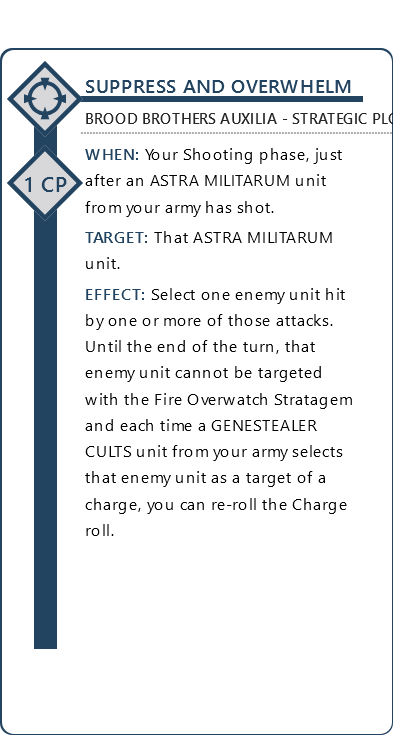 SUPPRESS AND OVERWHELM
BROOD BROTHERS AUXILIA - STRATEGIC PLO
1 CP
WHEN: Your Shooting phase, just
after an ASTRA MILITARUM unit
from your army has shot.
TARGET: That ASTRA MILITARUM
unit.
EFFECT: Select one enemy unit hit
by one or more of those attacks.
Until the end of the turn, that
enemy unit cannot be targeted
with the Fire Overwatch Stratagem
and each time a GENESTEALER
CULTS unit from your army selects
that enemy unit as a target of a
charge, you can re-roll the Charge
roll.